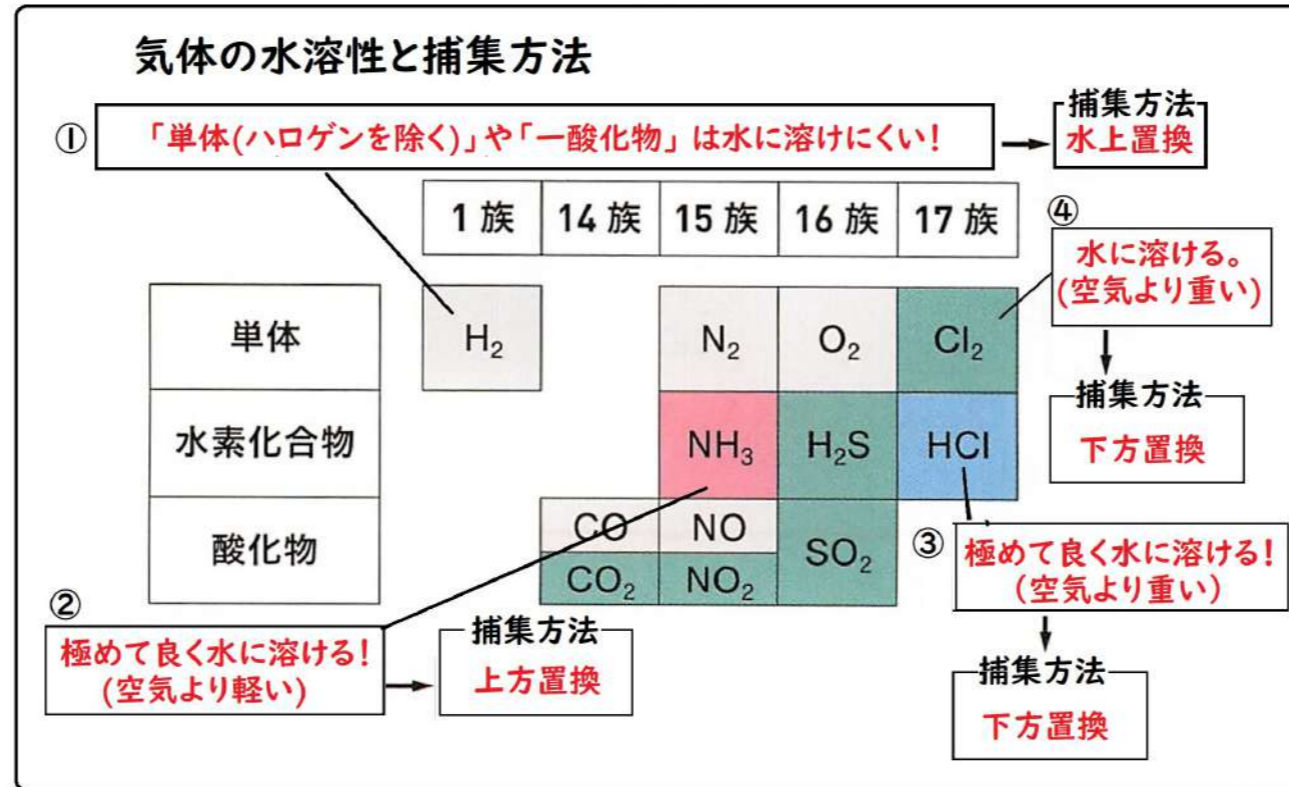 気体の水溶性と捕集方法
① 「単体(ハロゲンを除く)」や「一酸化物」は水に溶けにくい!
捕集方法
水上置換
1族 14族 15族 16族 17族
④
水に溶ける。
(空気より重い)
捕集方法
下方置換
単体 H₂ N₂ O₂ Cl₂
水素化合物 NH₃ H₂S HCl
酸化物 CO NO SO₂
CO₂ NO₂
③
極めて良く水に溶ける!
(空気より重い)
捕集方法
下方置換
②
極めて良く水に溶ける!
(空気より軽い)
捕集方法
上方置換